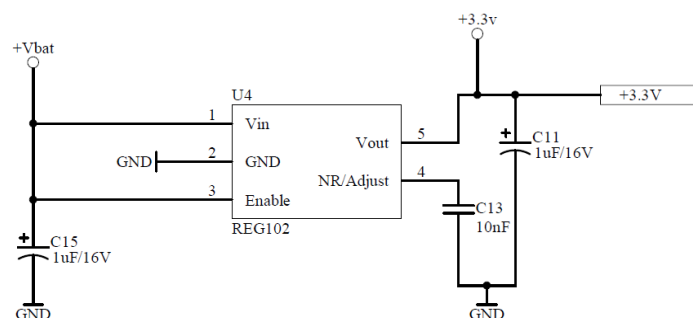 +3.3v
+Vbat
U4
+3.3V
1
Vin
C11
GND
2
GND
Vout
5
1uF/16V
NR/Adjust
4
3
Enable
C13
REG102
10nF
C15
1uF/16V
GND
GND